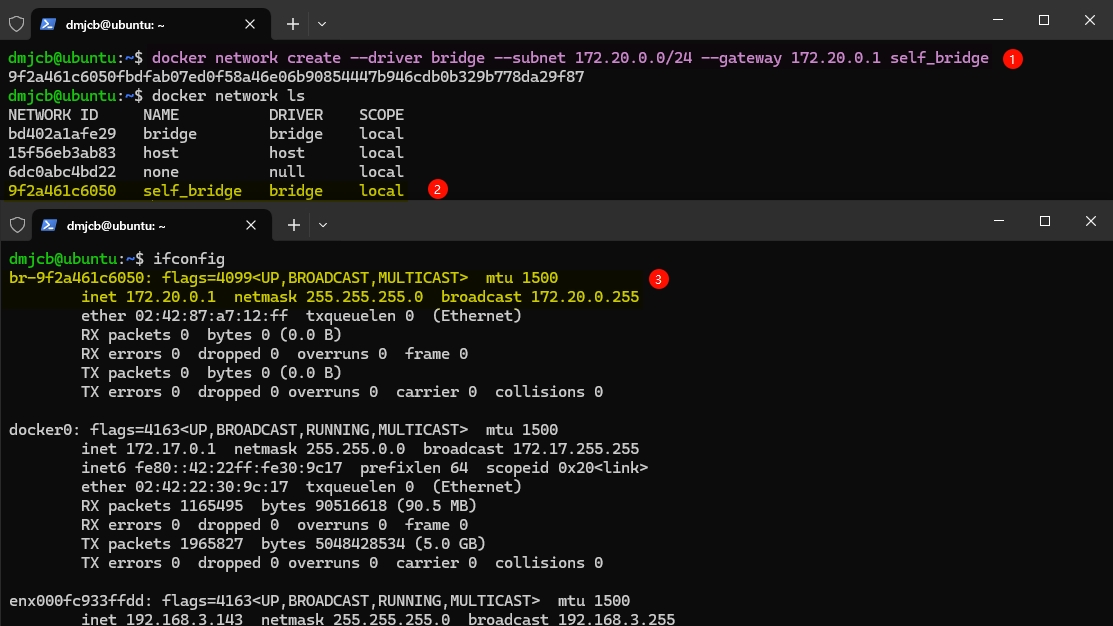 dmjcb@ubuntu: ~
dmjcb@ubuntu:~$ docker network create --driver bridge --subnet 172.20.0.0/24 --gateway 172.20.0.1 self_bridge 1
9f2a461c6050fbdfab07ed0f58a46e06b90854447b946cdb0b329b778da29f87
dmjcb@ubuntu:~$ docker network ls
NETWORK ID NAME DRIVER SCOPE
bd402a1afe29 bridge bridge local
15f56eb3ab83 host host local
6dc0abc4bd22 none null local
9f2a461c6050 self_bridge bridge local 2
dmjcb@ubuntu: ~
dmjcb@ubuntu:~$ ifconfig
br-9f2a461c6050: flags=4099<UP,BROADCAST,MULTICAST> mtu 1500 3
inet 172.20.0.1 netmask 255.255.255.0 broadcast 172.20.0.255
ether 02:42:87:a7:12:ff txqueuelen 0 (Ethernet)
RX packets 0 bytes 0 (0.0 B)
RX errors 0 dropped 0 overruns 0 frame 0
TX packets 0 bytes 0 (0.0 B)
TX errors 0 dropped 0 overruns 0 carrier 0 collisions 0
docker0: flags=4163<UP,BROADCAST,RUNNING,MULTICAST> mtu 1500
inet 172.17.0.1 netmask 255.255.0.0 broadcast 172.17.255.255
inet6 fe80::42:22ff:fe30:9c17 prefixlen 64 scopeid 0x20<link>
ether 02:42:22:30:9c:17 txqueuelen 0 (Ethernet)
RX packets 1165495 bytes 90516618 (90.5 MB)
RX errors 0 dropped 0 overruns 0 frame 0
TX packets 1965827 bytes 5048428534 (5.0 GB)
TX errors 0 dropped 0 overruns 0 carrier 0 collisions 0
enx000fc933ffdd: flags=4163<UP,BROADCAST,RUNNING,MULTICAST> mtu 1500
inet 192.168.3.143 netmask 255.255.255.0 broadcast 192.168.3.255